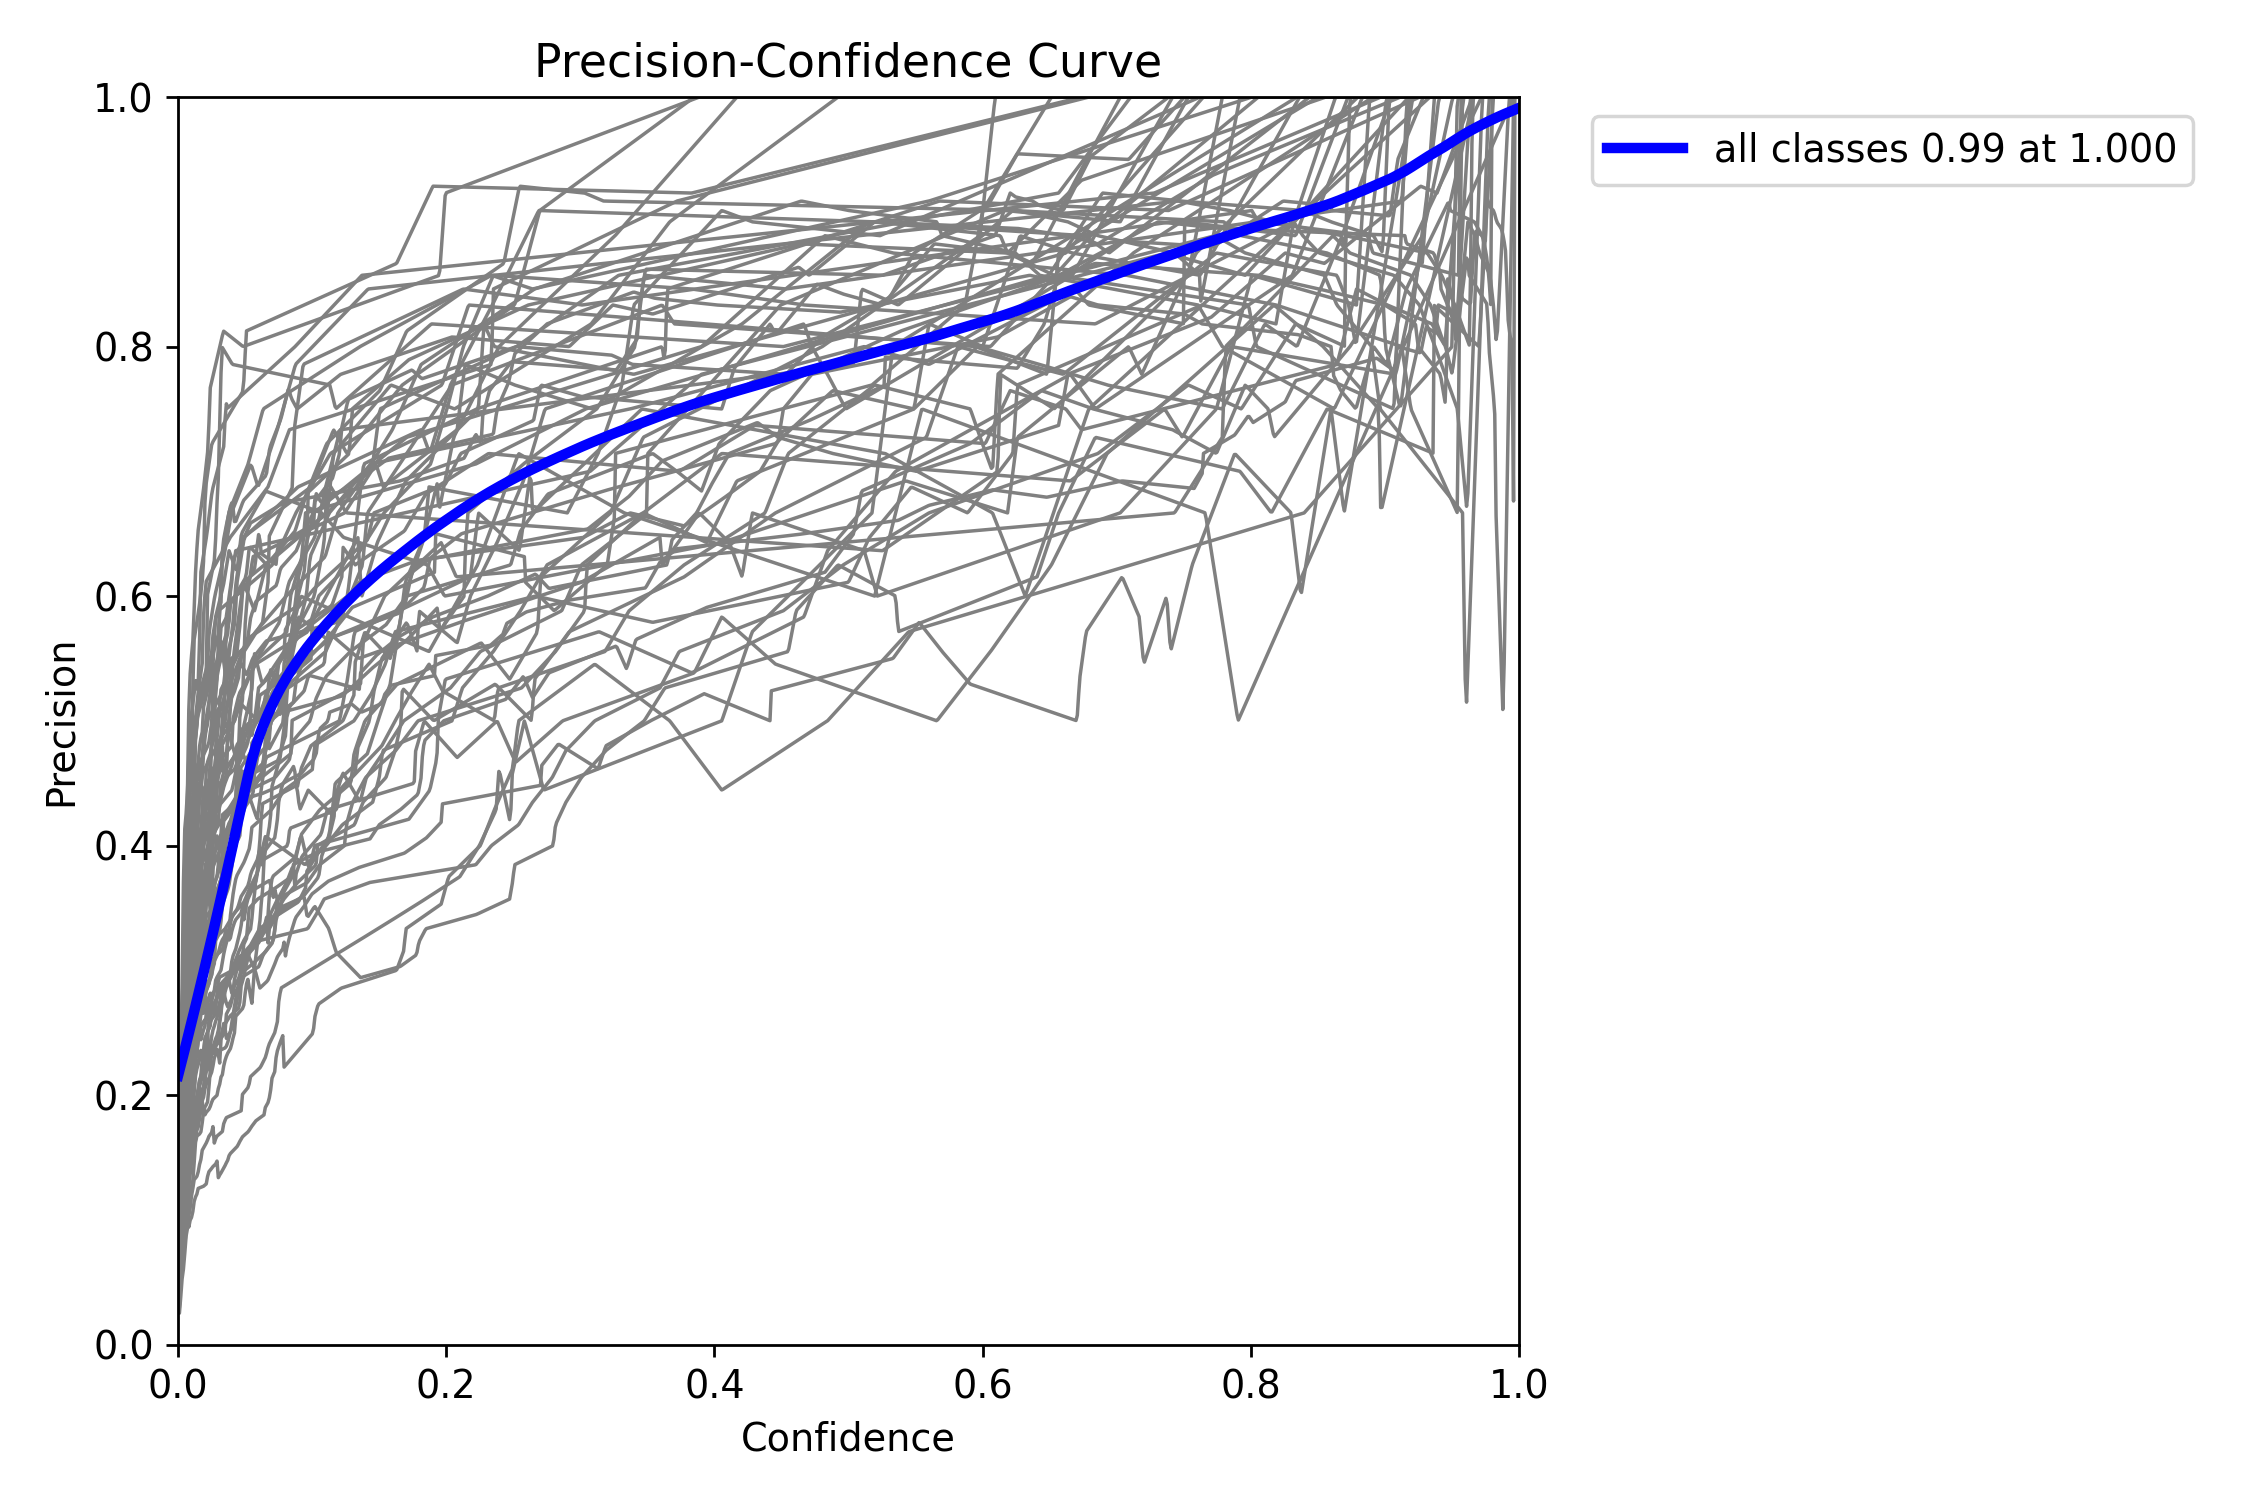 Precision-Confidence Curve
all classes 0.99 at 1.000
Precision
1.0
0.8
0.6
0.4
0.2
0.0
0.0 0.2 0.4 0.6 0.8 1.0
Confidence